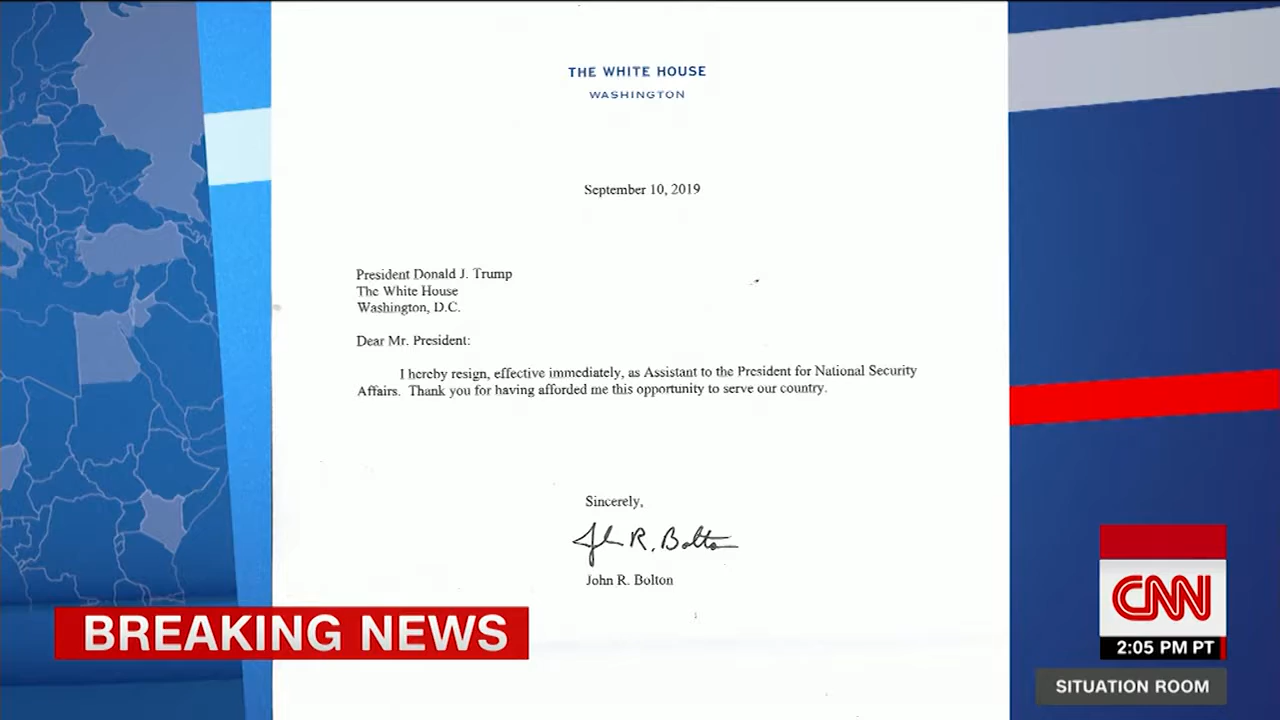 THE WHITE HOUSE
WASHINGTON
September 10, 2019
President Donald J. Trump
The White House
Washington, D.C.
Dear Mr. President:
I hereby resign, effective immediately, as Assistant to the President for National Security
Affairs. Thank you for having afforded me this opportunity to serve our country.
Sincerely,
John R. Bolton
John R. Bolton
BREAKING NEWS
CNN
2:05 PM PT
SITUATION ROOM